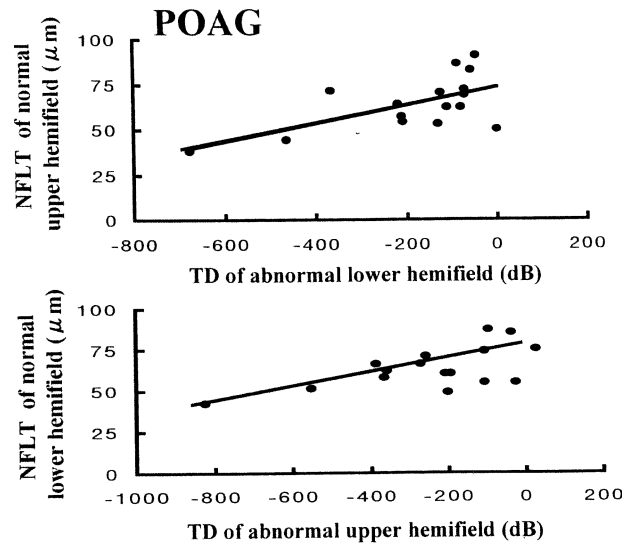 POAG
NFLT of normal
upper hemifield (μm)
100
75
50
25
0
-800 -600 -400 -200 0 200
TD of abnormal lower hemifield (dB)
NFLT of normal
lower hemifield (μm)
100
75
50
25
0
-1000 -800 -600 -400 -200 0 200
TD of abnormal upper hemifield (dB)